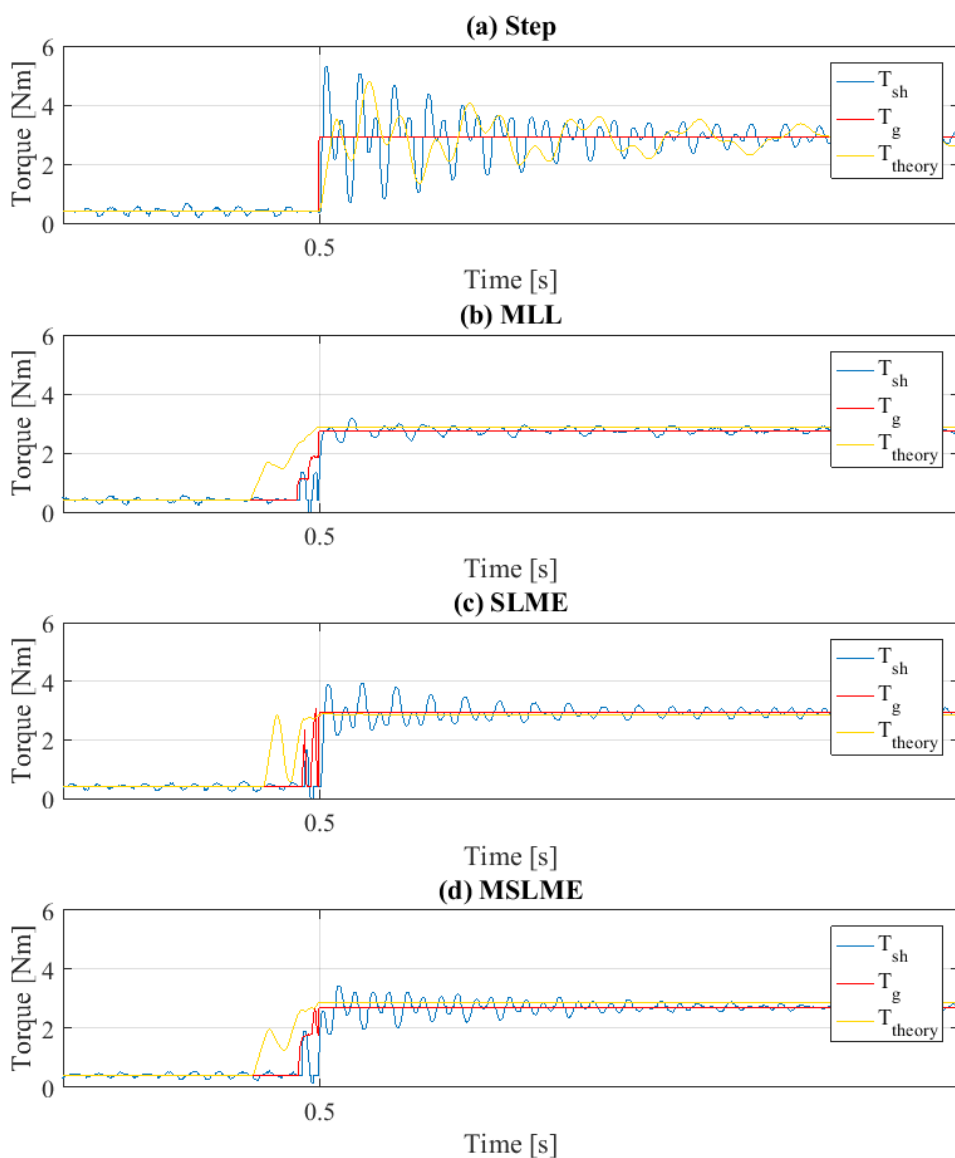 (a) Step
Torque [Nm]
6
4
2
0
T_sh
T_g
T_theory
0.5
Time [s]
(b) MLL
Torque [Nm]
6
4
2
0
T_sh
T_g
T_theory
0.5
Time [s]
(c) SLME
Torque [Nm]
6
4
2
0
T_sh
T_g
T_theory
0.5
Time [s]
(d) MSLME
Torque [Nm]
6
4
2
0
T_sh
T_g
T_theory
0.5
Time [s]